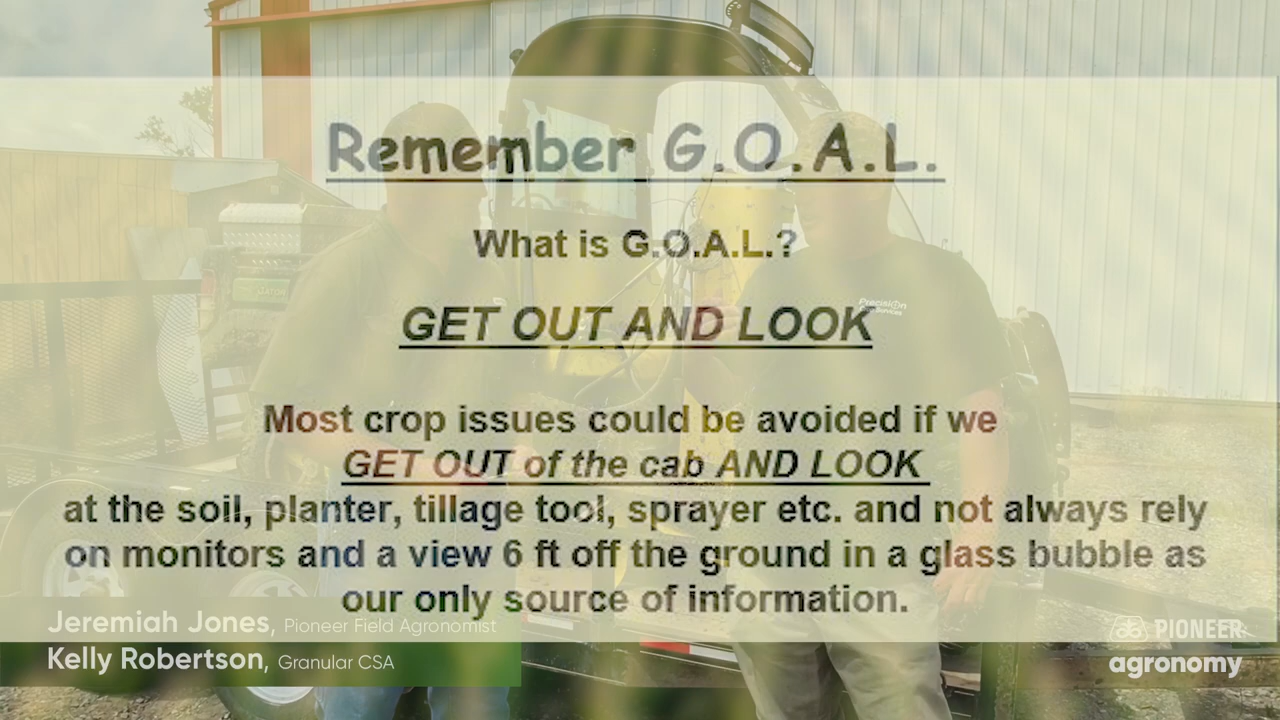 Remember G.O.A.L.
What is G.O.A.L.?
GET OUT AND LOOK
Most crop issues could be avoided if we
GET OUT of the cab AND LOOK
at the soil, planter, tillage tool, sprayer etc. and not always rely
on monitors and a view 6 ft off the ground in a glass bubble as
our only source of information.
Precision
Jeremiah Jones, Pioneer Field Agronomist
Kelly Robertson, Granular CSA
PIONEER
agronomy